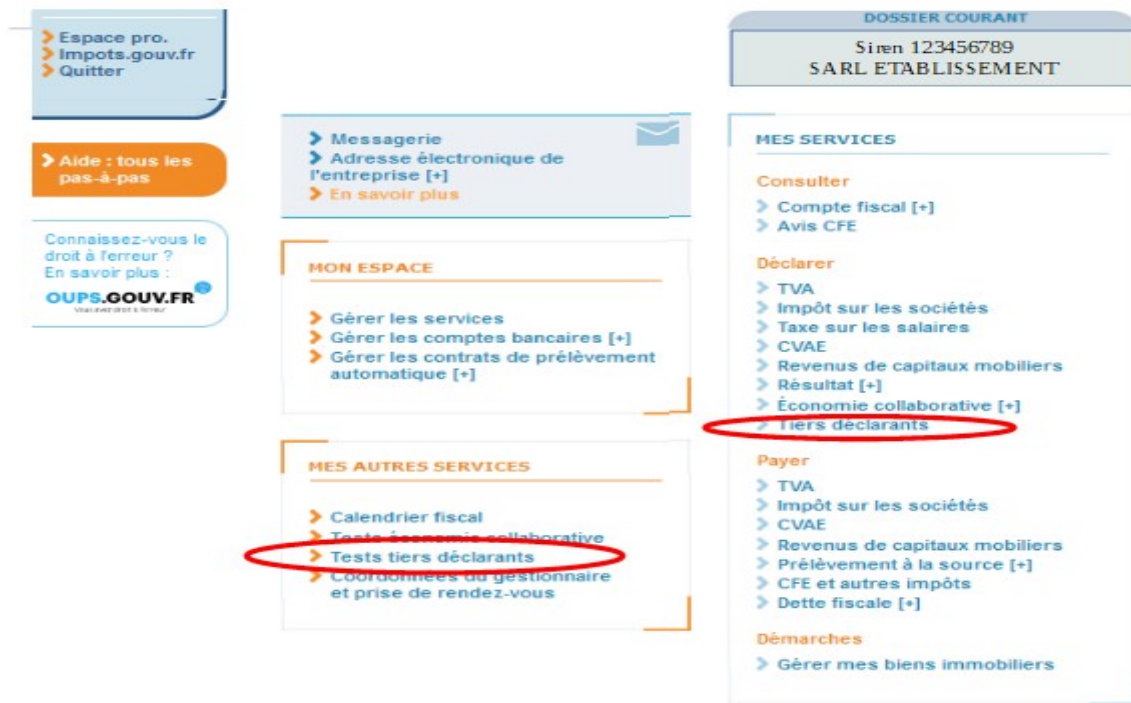 Espace pro.
Impots.gouv.fr
Quitter
Aide : tous les
pas-à-pas
Connaissez-vous le
droit à l'erreur ?
En savoir plus :
OUPS.GOUV.FR
Vous avez droit à l'erreur
Messagerie
Adresse électronique de
l'entreprise [+]
En savoir plus
MON ESPACE
Gérer les services
Gérer les comptes bancaires [+]
Gérer les contrats de prélèvement
automatique [+]
MES AUTRES SERVICES
Calendrier fiscal
Tests économie collaborative
Tests tiers déclarants
Coordonnées du gestionnaire
et prise de rendez-vous
DOSSIER COURANT
Siren 123456789
SARL ETABLISSEMENT
MES SERVICES
Consulter
Compte fiscal [+]
Avis CFE
Déclarer
TVA
Impôt sur les sociétés
Taxe sur les salaires
CVAE
Revenus de capitaux mobiliers
Résultat [+]
Économie collaborative [+]
Tiers déclarants
Payer
TVA
Impôt sur les sociétés
CVAE
Revenus de capitaux mobiliers
Prélèvement à la source [+]
CFE et autres impôts
Dette fiscale [+]
Démarches
Gérer mes biens immobiliers